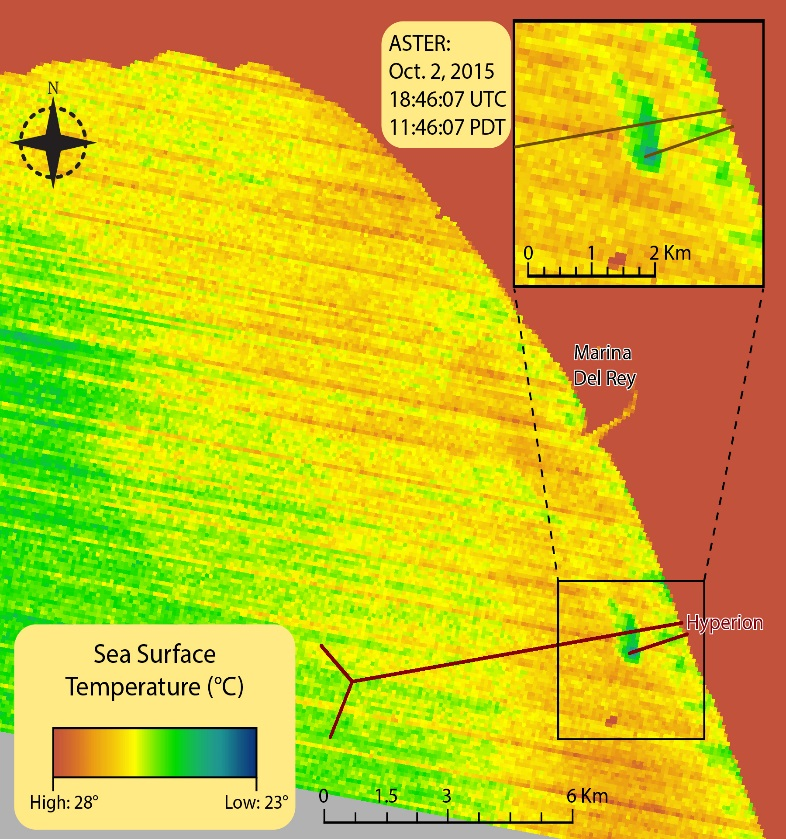 ASTER:
Oct. 2, 2015
18:46:07 UTC
11:46:07 PDT
N
0 1 2 Km
Marina
Del Rey
Hyperion
Sea Surface
Temperature (°C)
High: 28° Low: 23°
0 1.5 3 6 Km